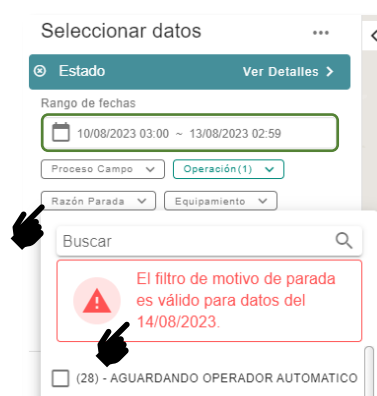 Seleccionar datos
Estado
Ver Detalles
Rango de fechas
10/08/2023 03:00 ~ 13/08/2023 02:59
Proceso Campo
Operación(1)
Razón Parada
Equipamiento
Buscar
El filtro de motivo de parada
es válido para datos del
14/08/2023.
(28) - AGUARDANDO OPERADOR AUTOMATICO